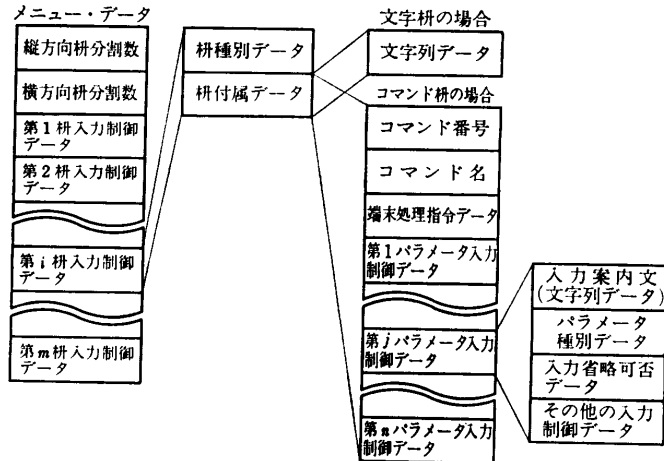 メニュー・データ
縦方向枡分割数
横方向枡分割数
第1枡入力制御
データ
第2枡入力制御
データ
第i枡入力制御
データ
第m枡入力制御
データ
枡種別データ
枡付属データ
文字枡の場合
文字列データ
コマンド枡の場合
コマンド番号
コマンド名
端末処理指令データ
第1パラメータ入力
制御データ
第jパラメータ入力
制御データ
第nパラメータ入力
制御データ
入力案内文
(文字列データ)
パラメータ
種別データ
入力省略可否
データ
その他の入力
制御データ